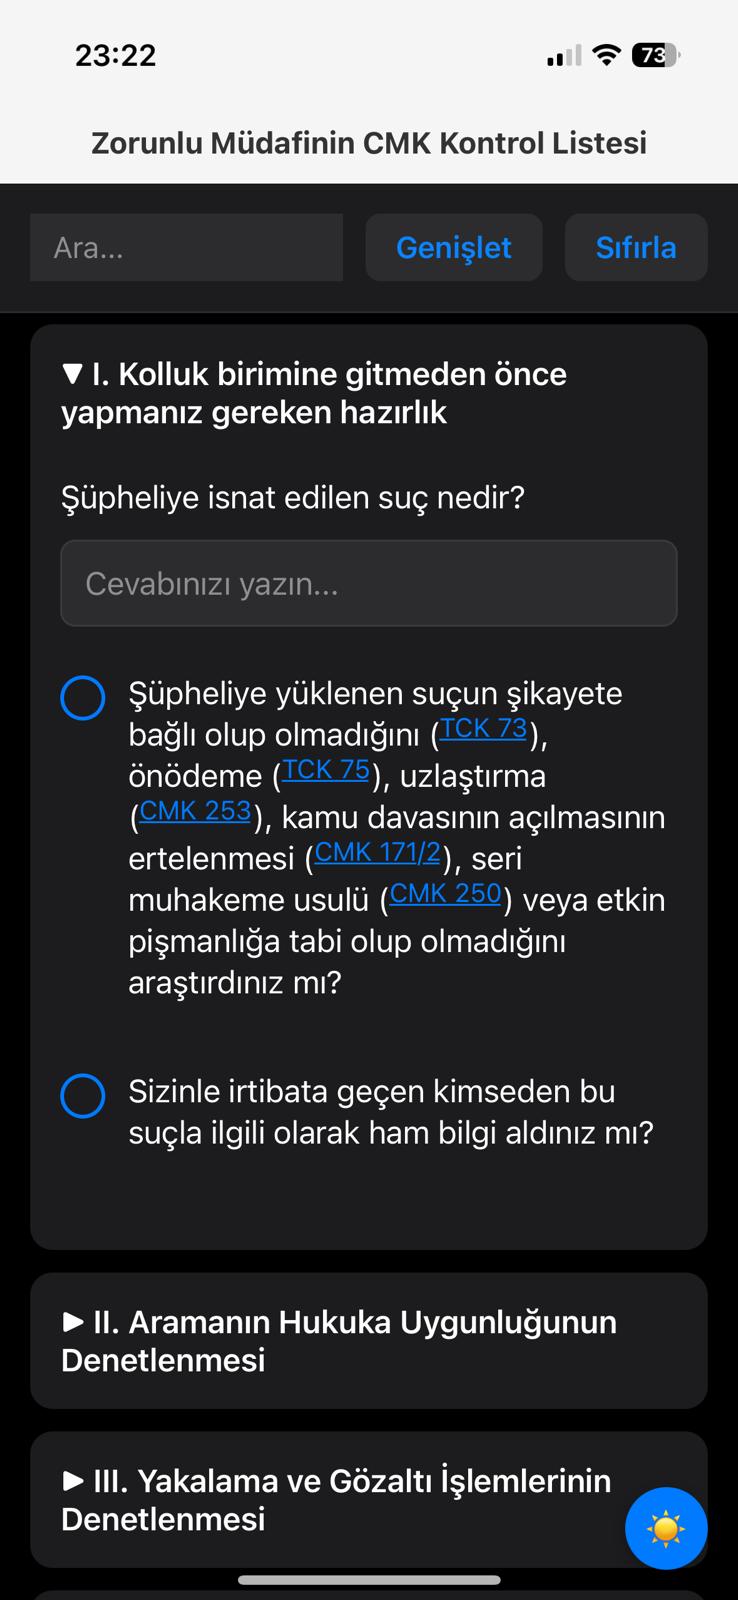 23:22
73
Zorunlu Müdafinin CMK Kontrol Listesi
Ara...
Genişlet
Sıfırla
▼ I. Kolluk birimine gitmeden önce
yapmanız gereken hazırlık
Şüpheliye isnat edilen suç nedir?
Cevabınızı yazın...
Şüpheliye yüklenen suçun şikayete
bağlı olup olmadığını (TCK 73),
önödeme (TCK 75), uzlaştırma
(CMK 253), kamu davasının açılmasının
ertelenmesi (CMK 171/2), seri
muhakeme usulü (CMK 250) veya etkin
pişmanlığa tabi olup olmadığını
araştırdınız mı?
Sizinle irtibata geçen kimseden bu
suçla ilgili olarak ham bilgi aldınız mı?
▶ II. Aramanın Hukuka Uygunluğunun
Denetlenmesi
▶ III. Yakalama ve Gözaltı İşlemlerinin
Denetlenmesi